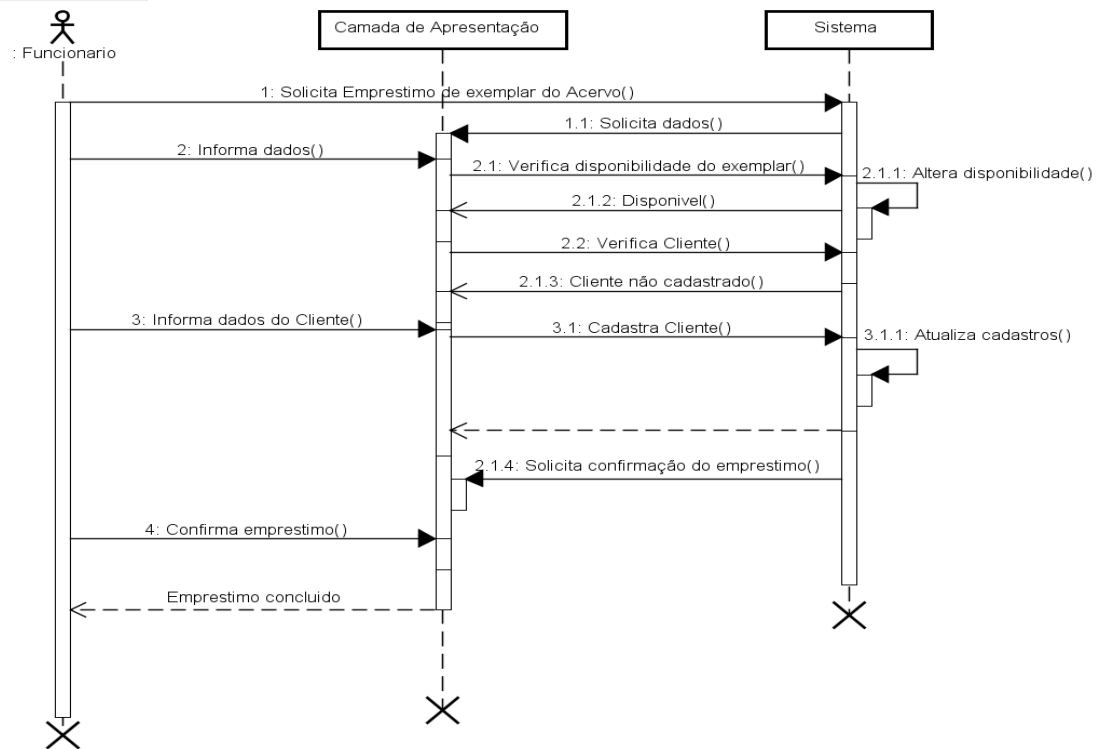 Camada de Apresentação
Sistema
: Funcionario
1: Solicita Emprestimo de exemplar do Acervo()
1.1: Solicita dados()
2: Informa dados()
2.1: Verifica disponibilidade do exemplar()
2.1.1: Altera disponibilidade()
2.1.2: Disponivel()
2.2: Verifica Cliente()
2.1.3: Cliente não cadastrado()
3: Informa dados do Cliente()
3.1: Cadastra Cliente()
3.1.1: Atualiza cadastros()
2.1.4: Solicita confirmação do emprestimo()
4: Confirma emprestimo()
Emprestimo concluido